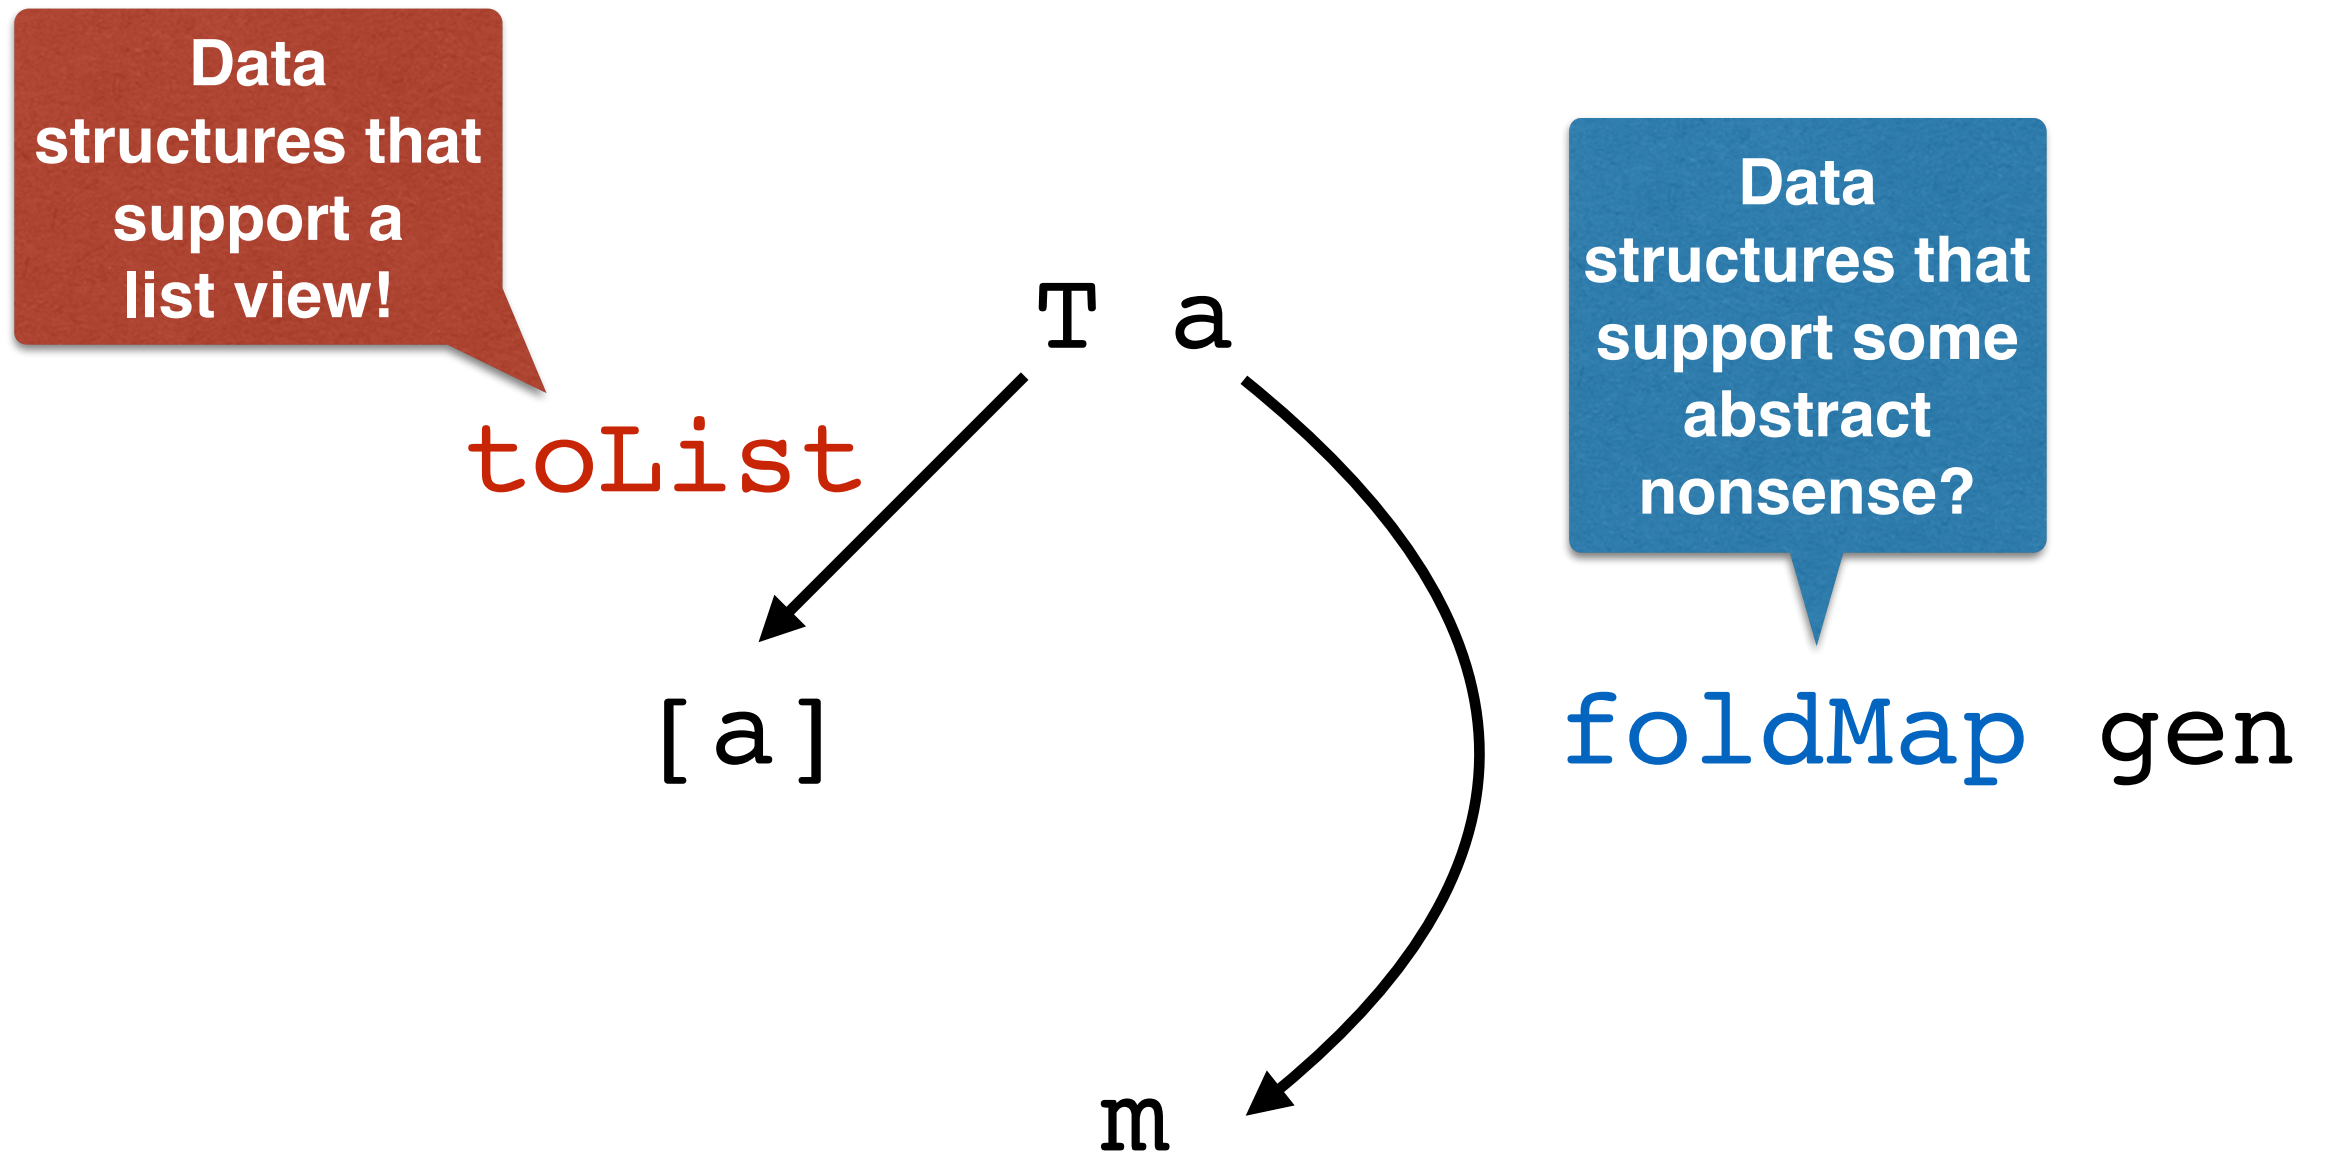 Data
structures that
support a
list view!
Data
structures that
support some
abstract
nonsense?
T a
toList
[a]
foldMap gen
m